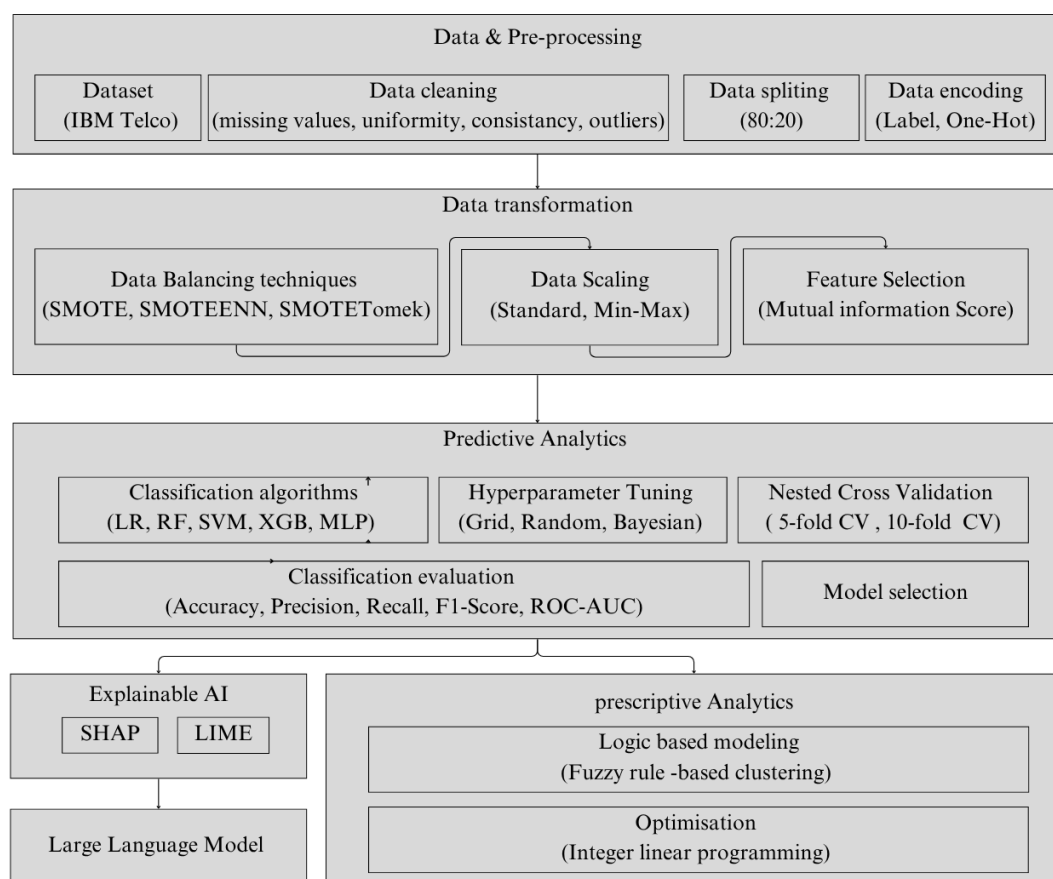 Data & Pre-processing
Dataset
(IBM Telco)
Data cleaning
(missing values, uniformity, consistancy, outliers)
Data spliting
(80:20)
Data encoding
(Label, One-Hot)
Data transformation
Data Balancing techniques
(SMOTE, SMOTEENN, SMOTETomek)
Data Scaling
(Standard, Min-Max)
Feature Selection
(Mutual information Score)
Predictive Analytics
Classification algorithms
(LR, RF, SVM, XGB, MLP)
Hyperparameter Tuning
(Grid, Random, Bayesian)
Nested Cross Validation
( 5-fold CV , 10-fold CV)
Classification evaluation
(Accuracy, Precision, Recall, F1-Score, ROC-AUC)
Model selection
Explainable AI
SHAP
LIME
Large Language Model
prescriptive Analytics
Logic based modeling
(Fuzzy rule -based clustering)
Optimisation
(Integer linear programming)